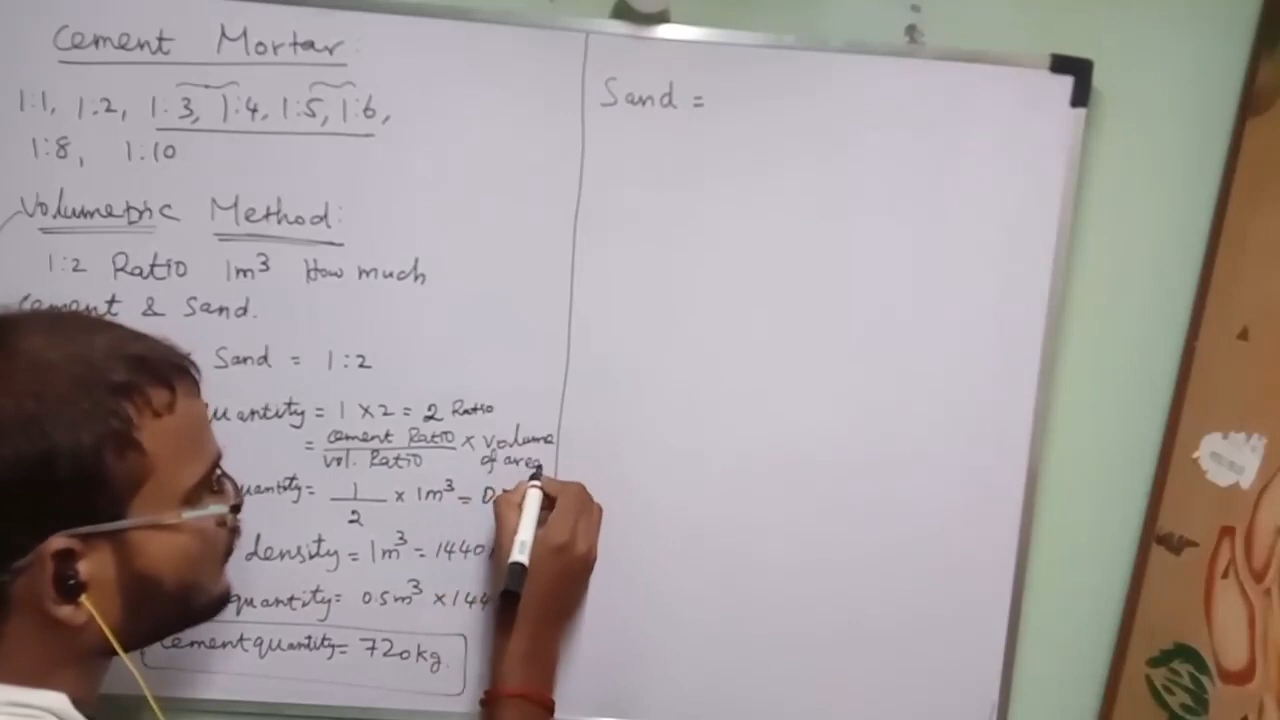 Cement Mortar:
1:1, 1:2, 1:3, 1:4, 1:5, 1:6,
1:8, 1:10
Volumetric Method:
1:2 Ratio 1m³ How much
Cement & Sand.
Sand = 1:2
quantity = 1 x 2 = 2 Ratio
= cement Ratio / vol. Ratio x volume of area
= 1/2 x 1m³ = 0
density = 1m³ = 1440
quantity = 0.5m³ x 144
Cement quantity = 720kg.
Sand =